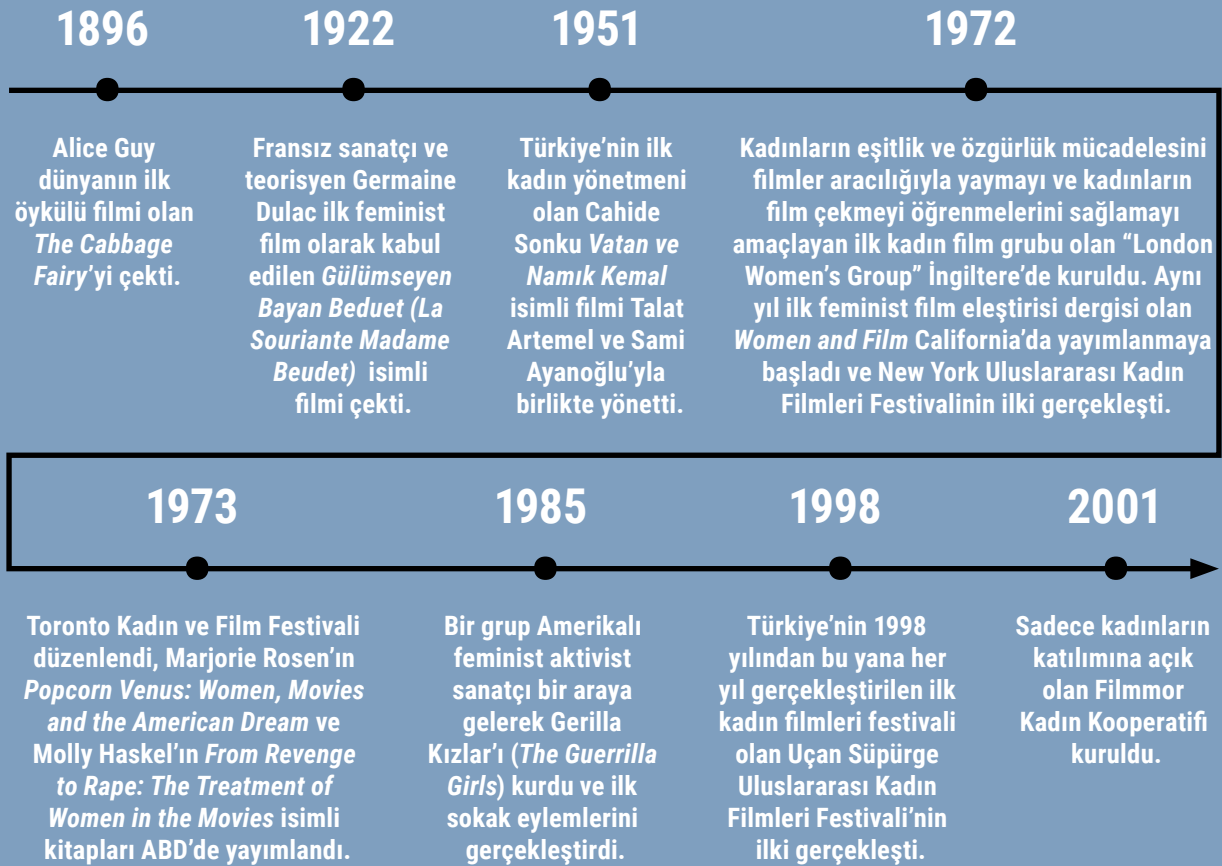 1896
Alice Guy
dünyanın ilk
öykülü filmi olan
The Cabbage
Fairy’yi çekti.
1922
Fransız sanatçı ve
teorisyen Germaine
Dulac ilk feminist
film olarak kabul
edilen Gülümseyen
Bayan Beduet (La
Souriante Madame
Beudet) isimli
filmi çekti.
1951
Türkiye’nin ilk
kadın yönetmeni
olan Cahide
Sonku Vatan ve
Namık Kemal
isimli filmi Talat
Artemel ve Sami
Ayanoğlu’yla
birlikte yönetti.
1972
Kadınların eşitlik ve özgürlük mücadelesini
filmler aracılığıyla yaymayı ve kadınların
film çekmeyi öğrenmelerini sağlamayı
amaçlayan ilk kadın film grubu olan “London
Women’s Group” İngiltere’de kuruldu. Aynı
yıl ilk feminist film eleştirisi dergisi olan
Women and Film California’da yayımlanmaya
başladı ve New York Uluslararası Kadın
Filmleri Festivalinin ilki gerçekleşti.
1973
Toronto Kadın ve Film Festivali
düzenlendi, Marjorie Rosen’ın
Popcorn Venus: Women, Movies
and the American Dream ve
Molly Haskel’ın From Revenge
to Rape: The Treatment of
Women in the Movies isimli
kitapları ABD’de yayımlandı.
1985
Bir grup Amerikalı
feminist aktivist
sanatçı bir araya
gelerek Gerilla
Kızlar’ı (The Guerrilla
Girls) kurdu ve ilk
sokak eylemlerini
gerçekleştirdi.
1998
Türkiye’nin 1998
yılından bu yana her
yıl gerçekleştirilen ilk
kadın filmleri festivali
olan Uçan Süpürge
Uluslararası Kadın
Filmleri Festivali’nin
ilki gerçekleşti.
2001
Sadece kadınların
katılımına açık
olan Filmmor
Kadın Kooperatifi
kuruldu.